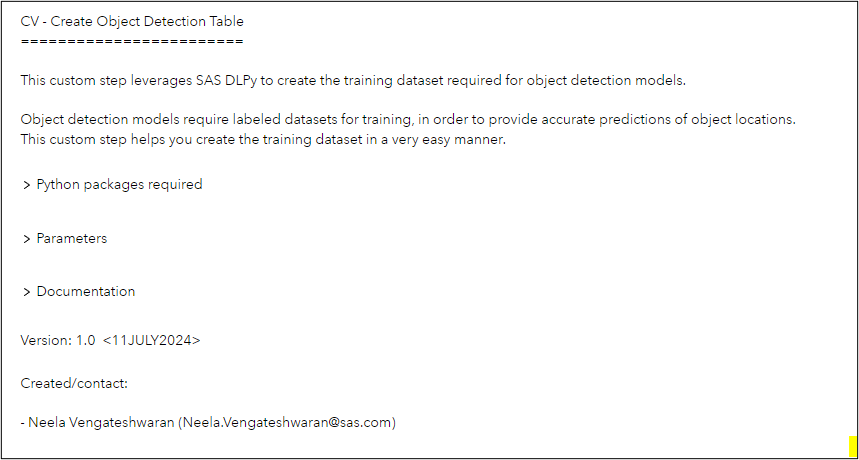 CV - Create Object Detection Table
========================
This custom step leverages SAS DLPy to create the training dataset required for object detection models.
Object detection models require labeled datasets for training, in order to provide accurate predictions of object locations.
This custom step helps you create the training dataset in a very easy manner.
> Python packages required
> Parameters
> Documentation
Version: 1.0 <11JULY2024>
Created/contact:
- Neela Vengateshwaran (Neela.Vengateshwaran@sas.com)